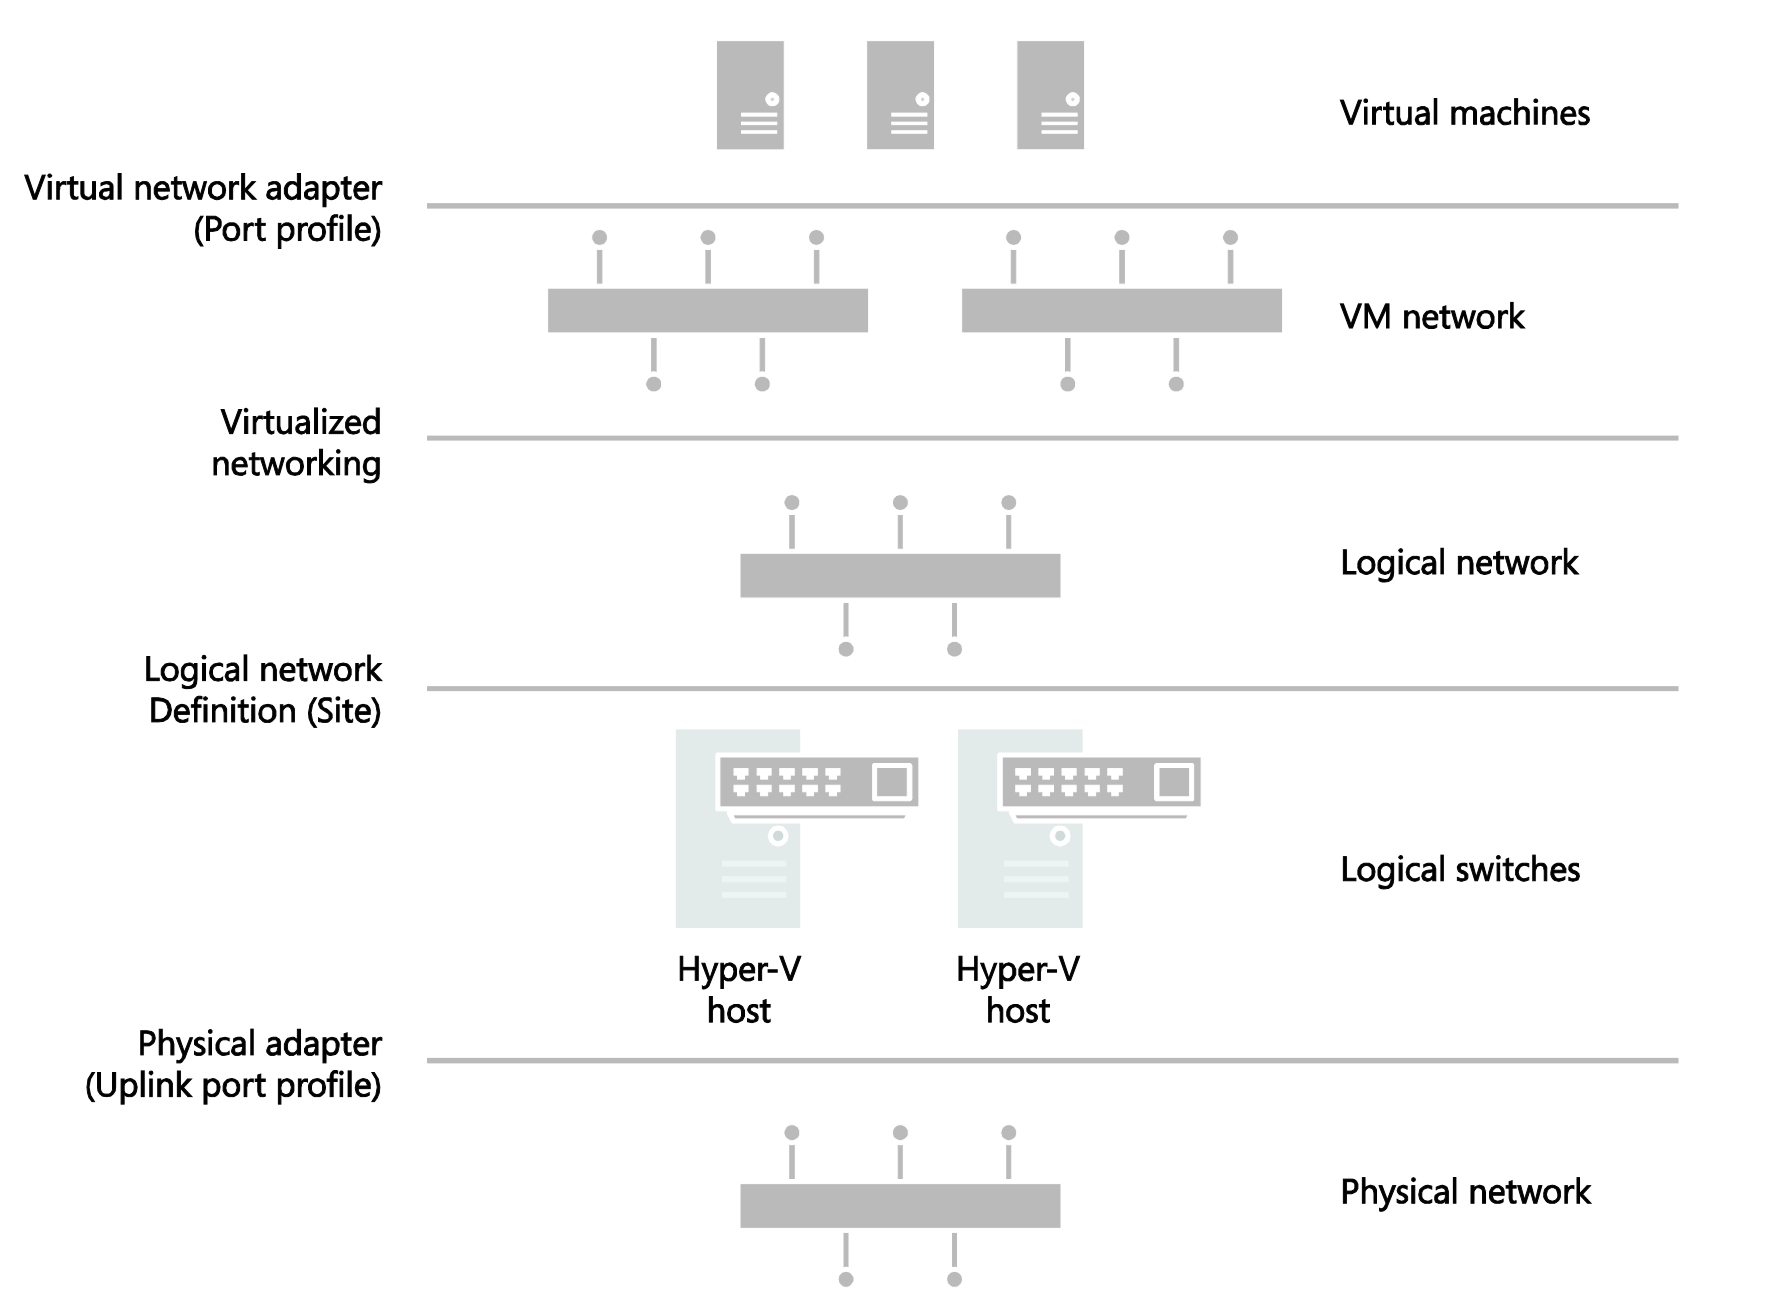 Virtual machines
Virtual network adapter
(Port profile)
VM network
Virtualized
networking
Logical network
Logical network
Definition (Site)
Logical switches
Hyper-V
host
Hyper-V
host
Physical adapter
(Uplink port profile)
Physical network